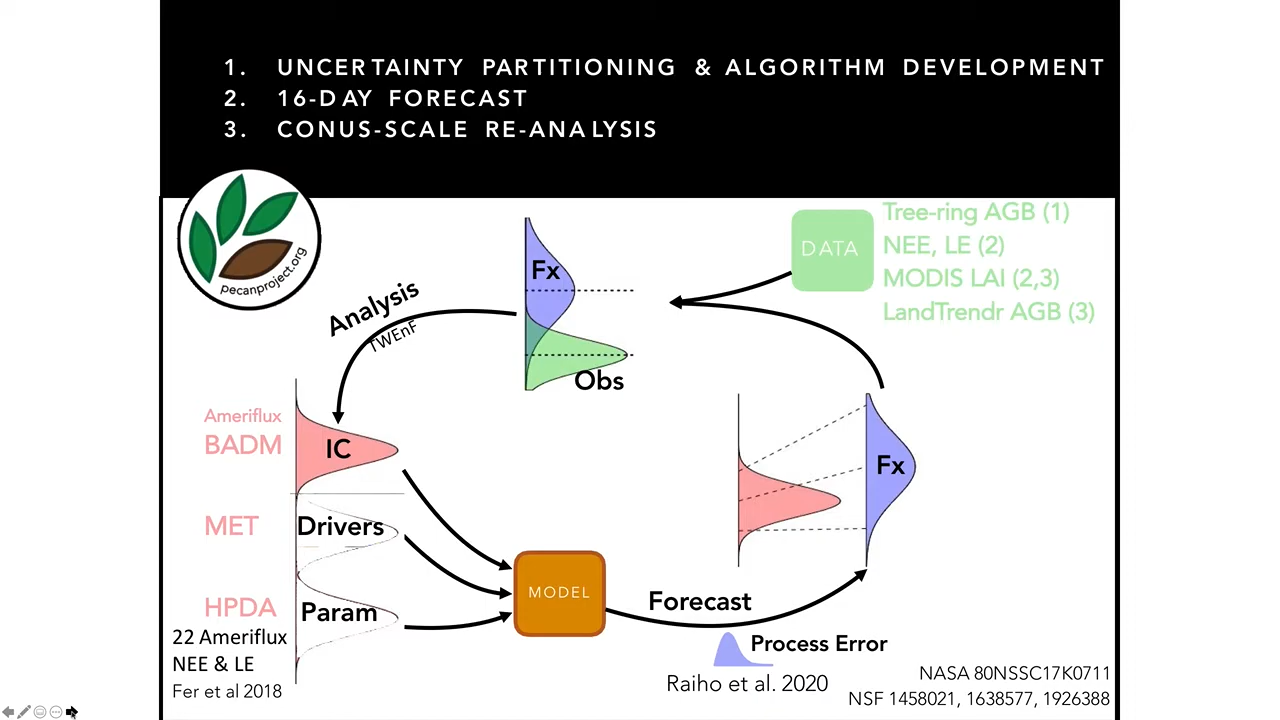 1. UNCERTAINTY PARTITIONING & ALGORITHM DEVELOPMENT
2. 16-DAY FORECAST
3. CONUS-SCALE RE-ANALYSIS
pecanproject.org
Analysis
TWEnF
Fx
Obs
DATA
Tree-ring AGB (1)
NEE, LE (2)
MODIS LAI (2,3)
LandTrendr AGB (3)
Ameriflux
BADM
IC
MET
Drivers
HPDA
Param
22 Ameriflux
NEE & LE
Fer et al 2018
MODEL
Forecast
Fx
Process Error
Raiho et al. 2020
NASA 80NSSC17K0711
NSF 1458021, 1638577, 1926388